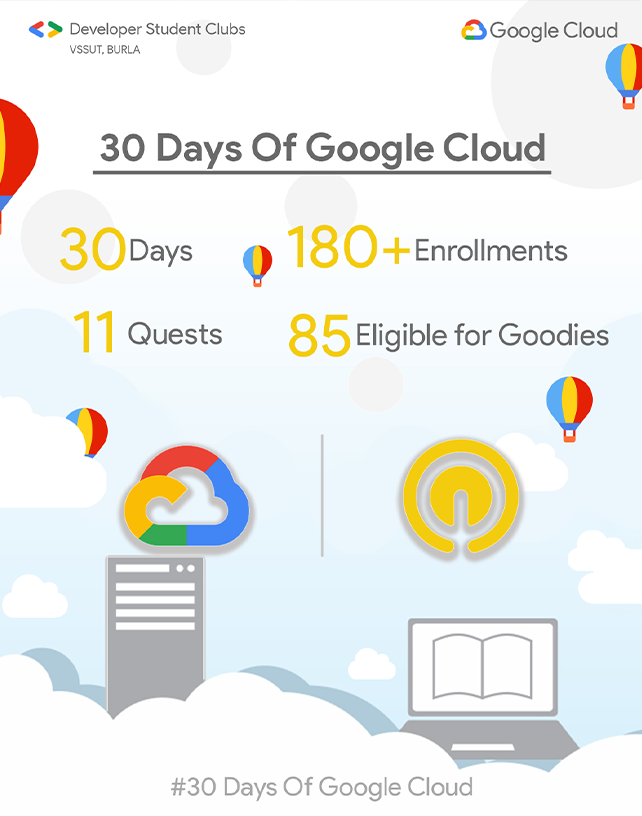 Developer Student Clubs
VSSUT, BURLA
Google Cloud
30 Days Of Google Cloud
30 Days
180+ Enrollments
11 Quests
85 Eligible for Goodies
#30 Days Of Google Cloud